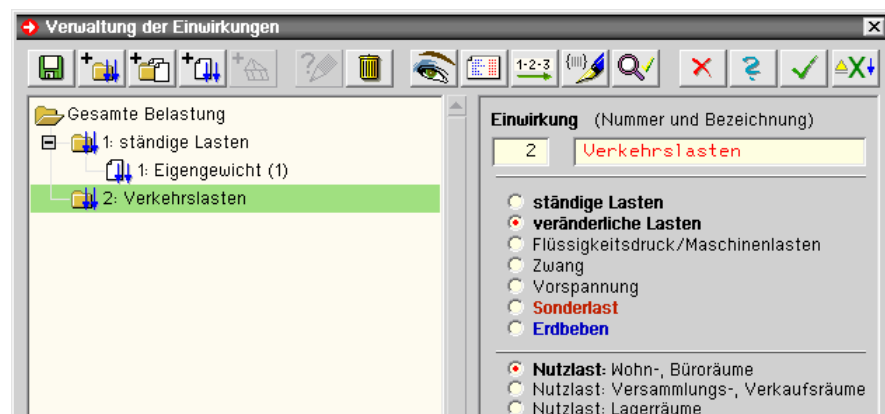 Verwaltung der Einwirkungen
1-2-3
Gesamte Belastung
1: ständige Lasten
1: Eigengewicht (1)
2: Verkehrslasten
Einwirkung (Nummer und Bezeichnung)
2 Verkehrslasten
ständige Lasten
veränderliche Lasten
Flüssigkeitsdruck/Maschinenlasten
Zwang
Vorspannung
Sonderlast
Erdbeben
Nutzlast: Wohn-, Büroräume
Nutzlast: Versammlungs-, Verkaufsräume
Nutzlast: Lagerräume